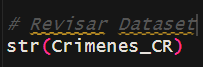 # Revisar Dataset
str(Crimenes_CR)